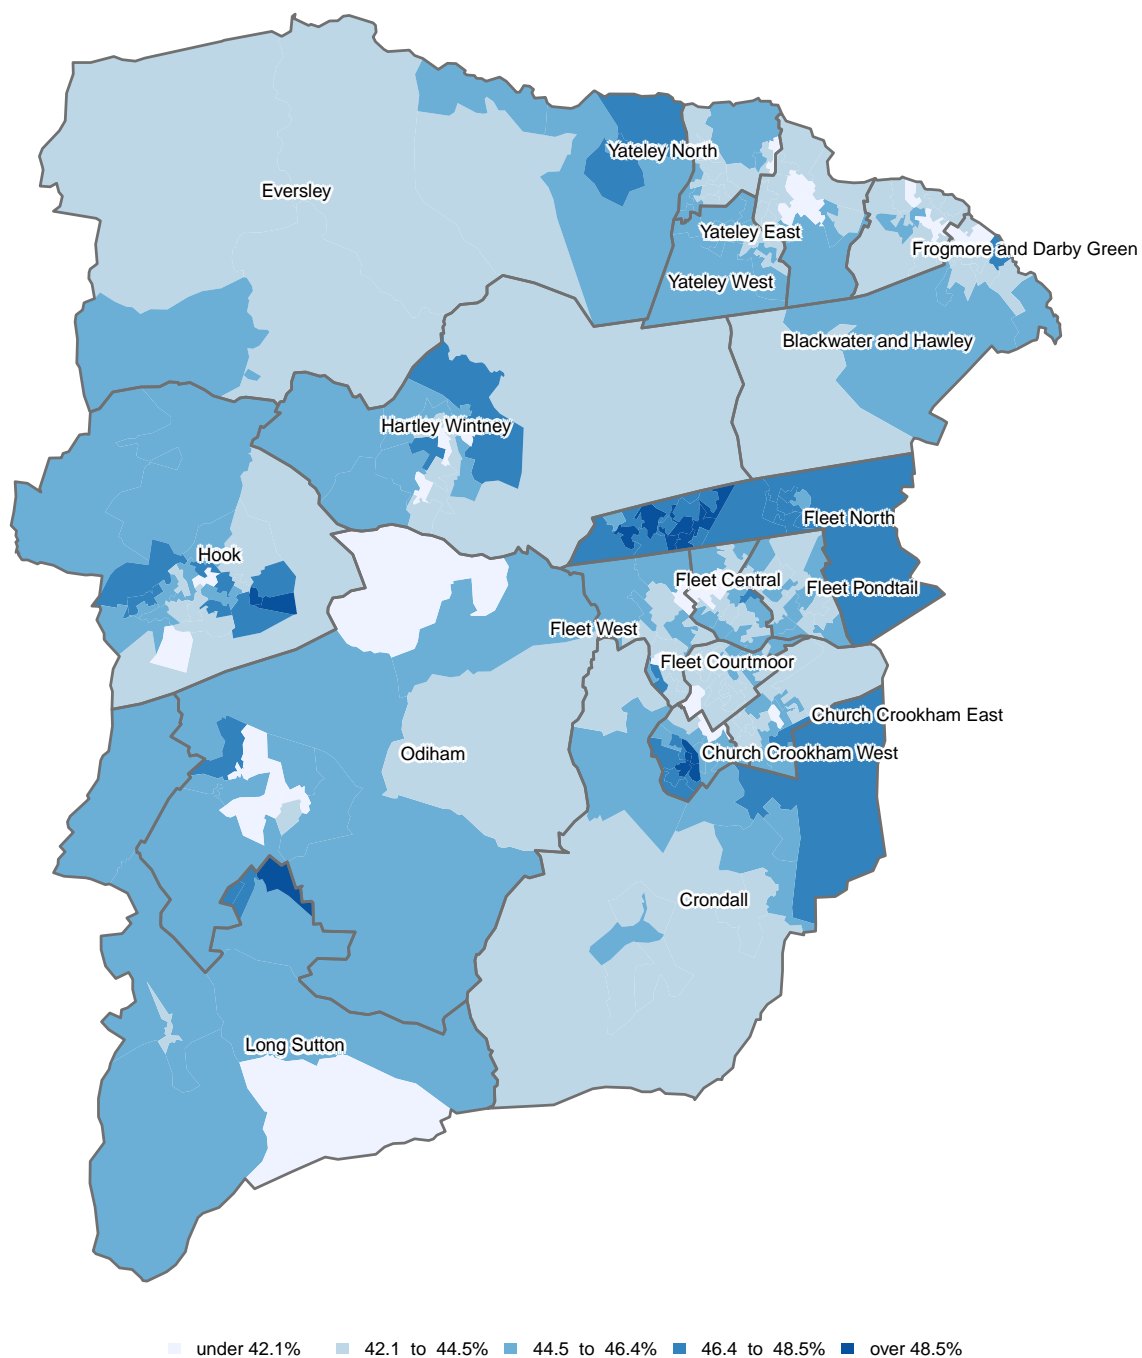 Yateley North
Eversley
Yateley East
Frogmore and Darby Green
Yateley West
Blackwater and Hawley
Hartley Wintney
Fleet North
Hook
Fleet Central
Fleet Pondtail
Fleet West
Fleet Courtmoor
Church Crookham East
Odiham
Church Crookham West
Crondall
Long Sutton
under 42.1% 42.1 to 44.5% 44.5 to 46.4% 46.4 to 48.5% over 48.5%